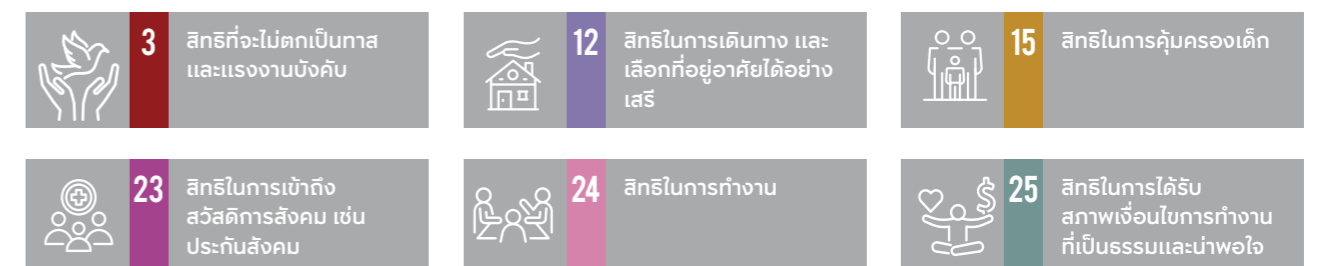 3
สิทธิที่จะไม่ตกเป็นทาส
และแรงงานบังคับ
12
สิทธิในการเดินทาง และ
เลือกที่อยู่อาศัยได้อย่าง
เสรี
15
สิทธิในการคุ้มครองเด็ก
23
สิทธิในการเข้าถึง
สวัสดิการสังคม เช่น
ประกันสังคม
24
สิทธิในการทำงาน
25
สิทธิในการได้รับ
สภาพเงื่อนไขการทำงาน
ที่เป็นธรรมและน่าพอใจ